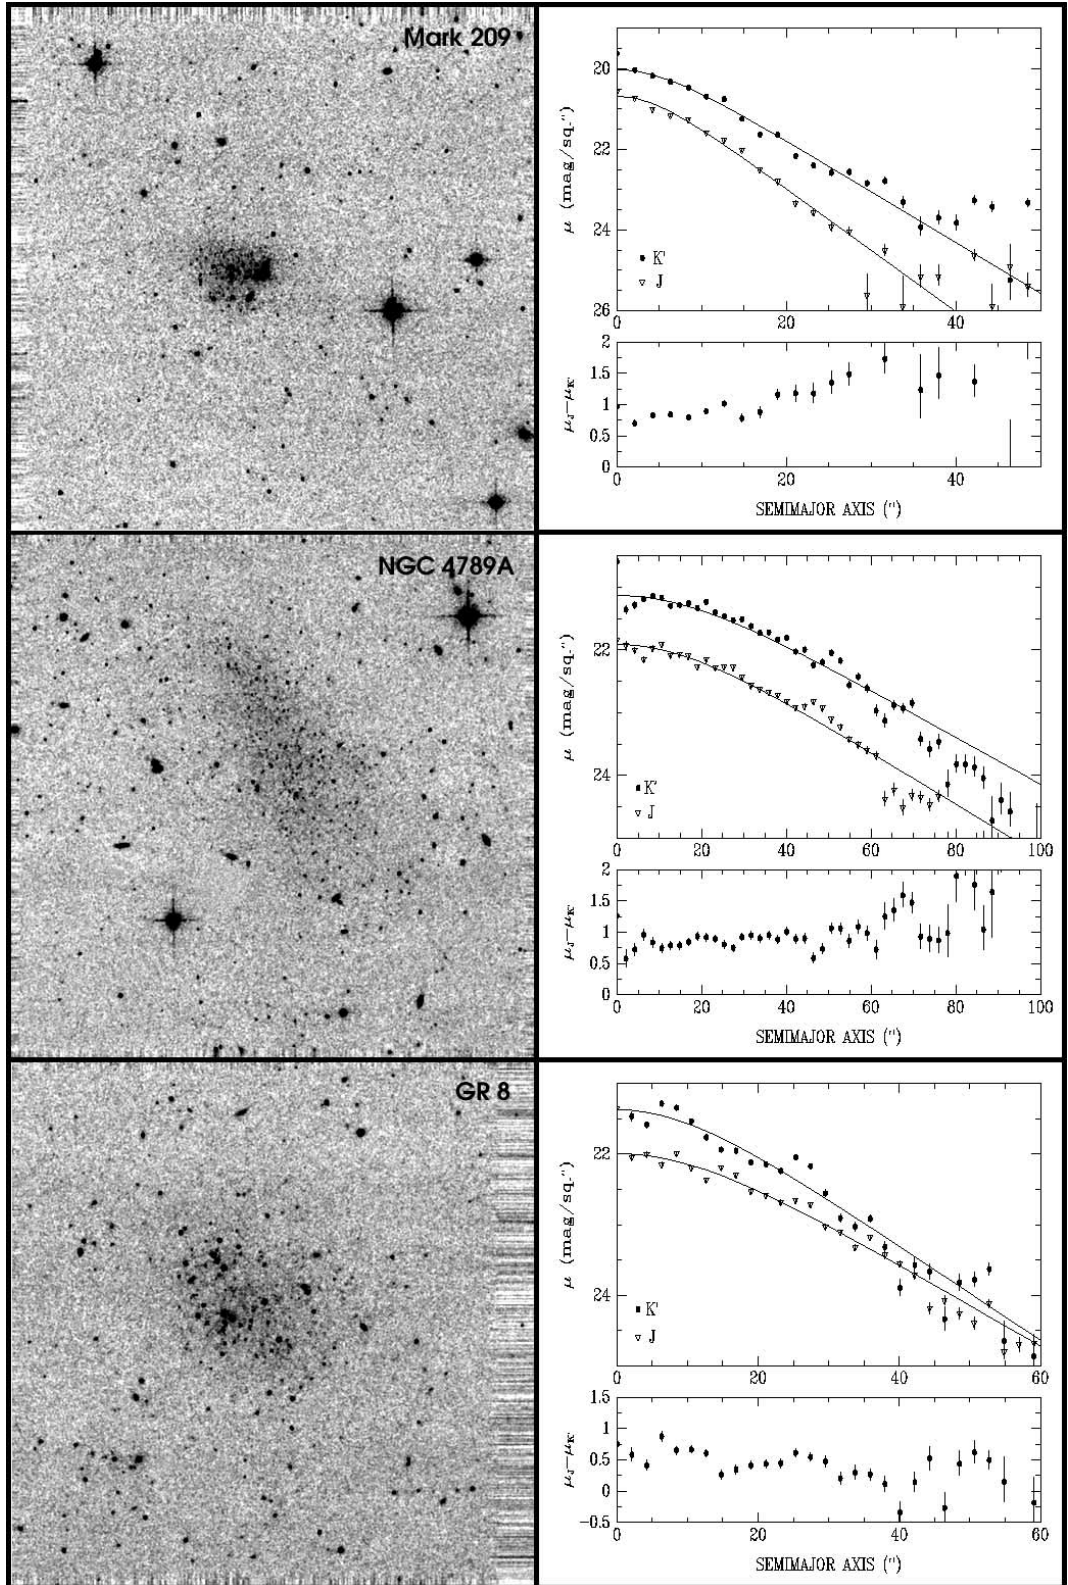 Mark 209
20
22
24
26
μ (mag/sq.")
K'
J
0
20
40
2
1.5
1
0.5
0
μJ−μK'
0
20
40
SEMIMAJOR AXIS (")
NGC 4789A
22
24
μ (mag/sq.")
K'
J
0
20
40
60
80
100
2
1.5
1
0.5
0
μJ−μK'
0
20
40
60
80
100
SEMIMAJOR AXIS (")
GR 8
22
24
μ (mag/sq.")
K'
J
0
20
40
60
1.5
1
0.5
0
−0.5
μJ−μK'
0
20
40
60
SEMIMAJOR AXIS (")